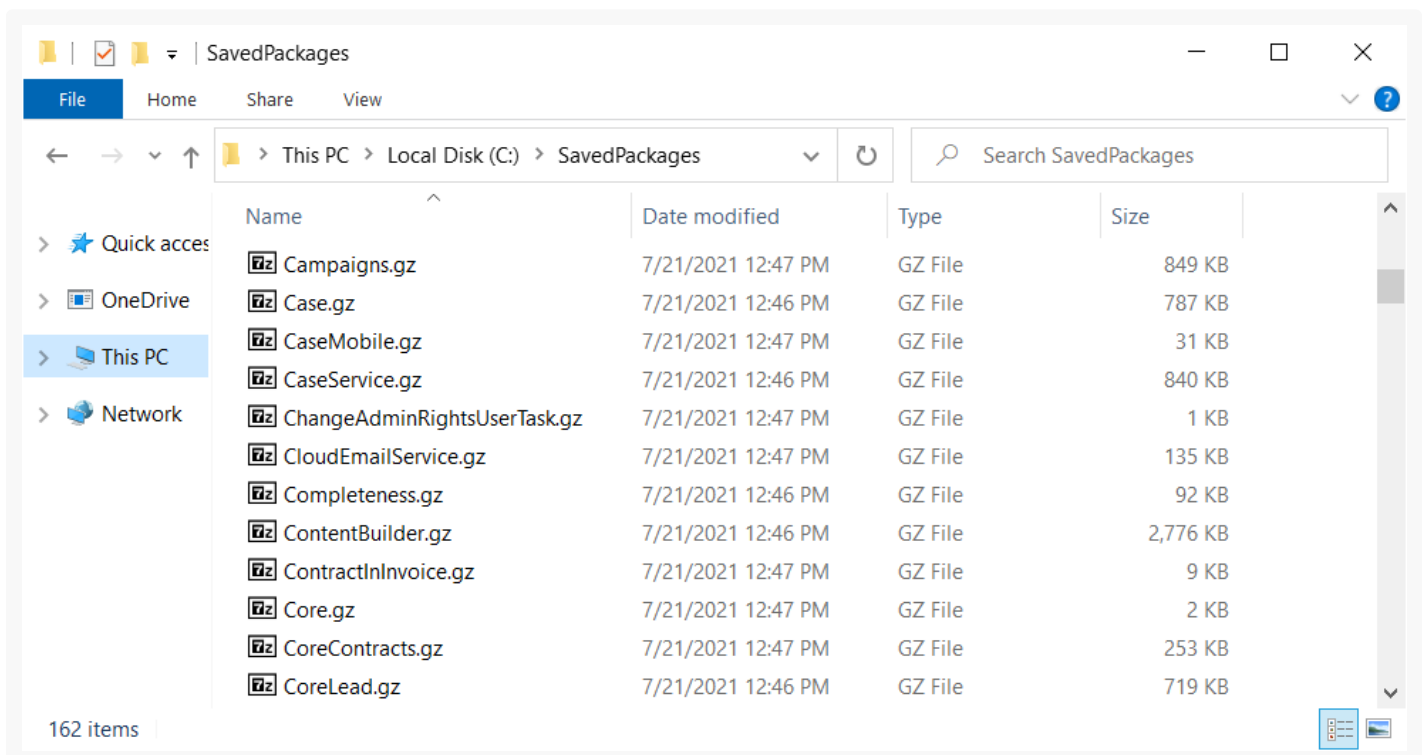 SavedPackages
File Home Share View
This PC > Local Disk (C:) > SavedPackages
Search SavedPackages
Name Date modified Type Size
Quick acces
OneDrive
This PC
Network
Campaigns.gz 7/21/2021 12:47 PM GZ File 849 KB
Case.gz 7/21/2021 12:46 PM GZ File 787 KB
CaseMobile.gz 7/21/2021 12:47 PM GZ File 31 KB
CaseService.gz 7/21/2021 12:46 PM GZ File 840 KB
ChangeAdminRightsUserTask.gz 7/21/2021 12:47 PM GZ File 1 KB
CloudEmailService.gz 7/21/2021 12:47 PM GZ File 135 KB
Completeness.gz 7/21/2021 12:46 PM GZ File 92 KB
ContentBuilder.gz 7/21/2021 12:46 PM GZ File 2,776 KB
ContractInInvoice.gz 7/21/2021 12:47 PM GZ File 9 KB
Core.gz 7/21/2021 12:47 PM GZ File 2 KB
CoreContracts.gz 7/21/2021 12:47 PM GZ File 253 KB
CoreLead.gz 7/21/2021 12:46 PM GZ File 719 KB
162 items